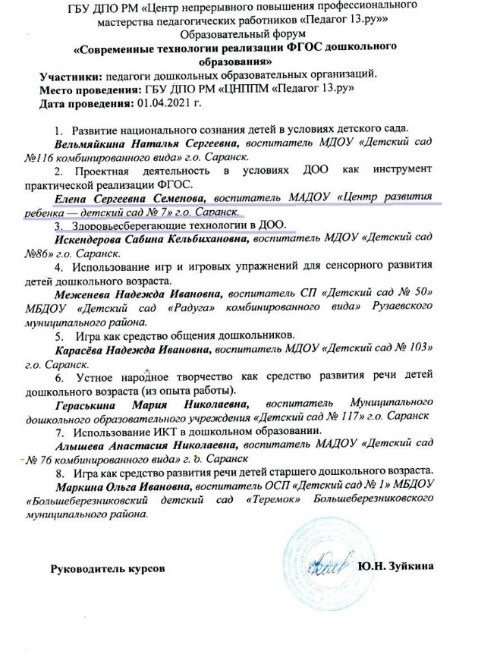 ГБУ ДПО РМ «Центр непрерывного повышения профессионального
мастерства педагогических работников «Педагог 13.ру»»
Образовательный форум
«Современные технологии реализации ФГОС дошкольного
образования»
Участники: педагоги дошкольных образовательных организаций.
Место проведения: ГБУ ДПО РМ «ЦНППМ «Педагог 13.ру»
Дата проведения: 01.04.2021 г.
1. Развитие национального сознания детей в условиях детского сада.
Вельмяйкина Наталья Сергеевна, воспитатель МДОУ «Детский сад
№116 комбинированного вида» г.о. Саранск.
2. Проектная деятельность в условиях ДОО как инструмент
практической реализации ФГОС.
Елена Сергеевна Семенова, воспитатель МАДОУ «Центр развития
ребенка — детский сад № 7» г.о. Саранск.
3. Здоровьесберегающие технологии в ДОО.
Искендерова Сабина Кельбихановна, воспитатель МДОУ «Детский сад
№86» г.о. Саранск.
4. Использование игр и игровых упражнений для сенсорного развития
детей дошкольного возраста.
Меженева Надежда Ивановна, воспитатель СП «Детский сад № 50»
МБДОУ «Детский сад «Радуга» комбинированного вида» Рузаевского
муниципального района.
5. Игра как средство общения дошкольников.
Карасёва Надежда Ивановна, воспитатель МДОУ «Детский сад № 103»
г.о. Саранск.
6. Устное народное творчество как средство развития речи детей
дошкольного возраста (из опыта работы).
Гераськина Мария Николаевна, воспитатель Муниципального
дошкольного образовательного учреждения «Детский сад № 117» г.о. Саранск
7. Использование ИКТ в дошкольном образовании.
Алышева Анастасия Николаевна, воспитатель МАДОУ «Детский сад
№ 76 комбинированного вида» г.о. Саранск
8. Игра как средство развития речи детей старшего дошкольного возраста.
Маркина Ольга Ивановна, воспитатель ОСП «Детский сад № 1» МБДОУ
«Большеберезниковский детский сад «Теремок» Большеберезниковского
муниципального района.
Руководитель курсов Ю.Н. Зуйкина